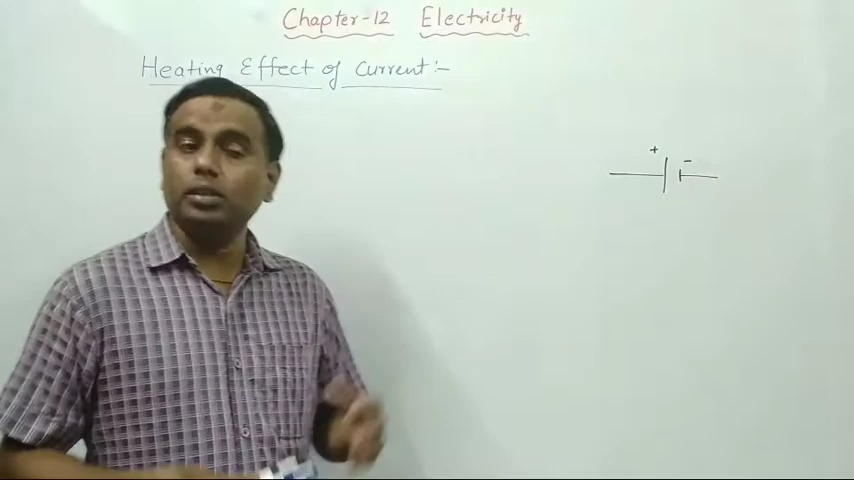 Chapter-12 Electricity
Heating Effect of Current:-
+ -